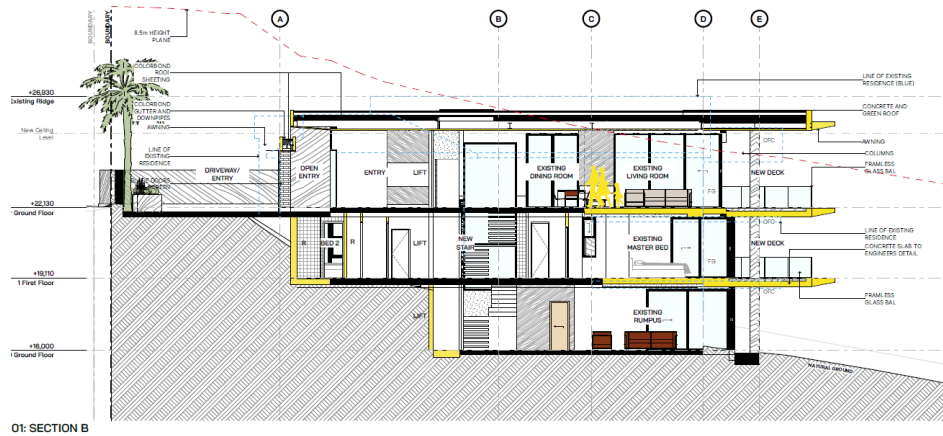 A
B
C
D
E
BOUNDARY
BOUNDARY
8.5m HEIGHT
PLANE
COLORBOND
ROOF
SHEETING
+26,930
Existing Ridge
COLORBOND
GUTTER AND
DOWNPIPES
AWNING
New Ceiling
Level
LINE OF
EXISTING
RESIDENCE
DRIVEWAY/
ENTRY
OPEN
ENTRY
ENTRY
LIFT
EXISTING
DINING ROOM
EXISTING
LIVING ROOM
FG
NEW DECK
OFC
LINE OF EXISTING
RESIDENCE (BLUE)
CONCRETE AND
GREEN ROOF
AWNING
COLUMNS
FRAMLESS
GLASS BAL
+22,130
Ground Floor
R
BED 2
R
LIFT
NEW
STAIR
EXISTING
MASTER BED
FG
OFC
NEW DECK
LINE OF EXISTING
RESIDENCE
CONCRETE SLAB TO
ENGINEERS DETAIL
FRAMLESS
GLASS BAL
+19,110
1 First Floor
OFC
LIFT
EXISTING
RUMPUS
+16,000
Ground Floor
NATURAL GROUND
01: SECTION B